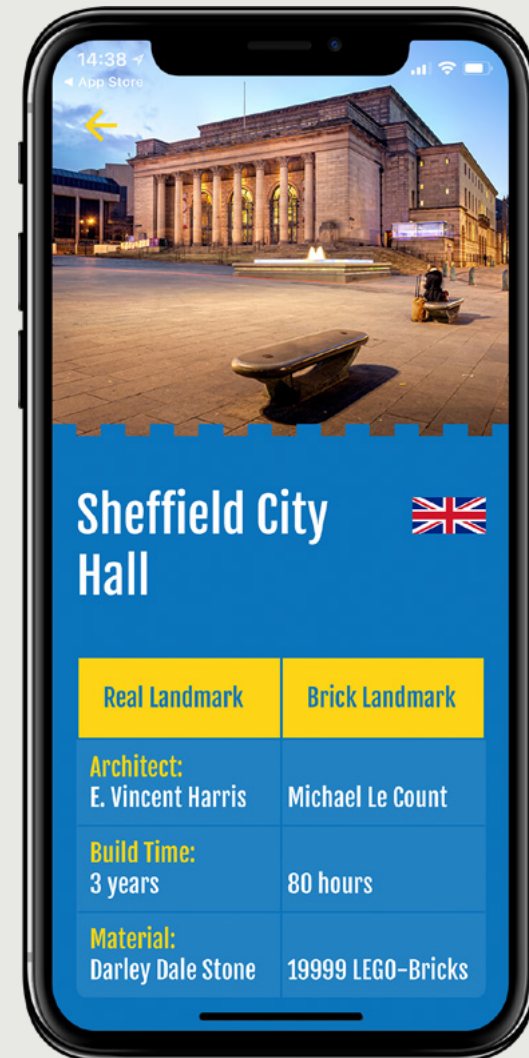 14:38
◀ App Store
Sheffield City
Hall
Real Landmark Brick Landmark
Architect:
E. Vincent Harris Michael Le Count
Build Time:
3 years 80 hours
Material:
Darley Dale Stone 19999 LEGO-Bricks